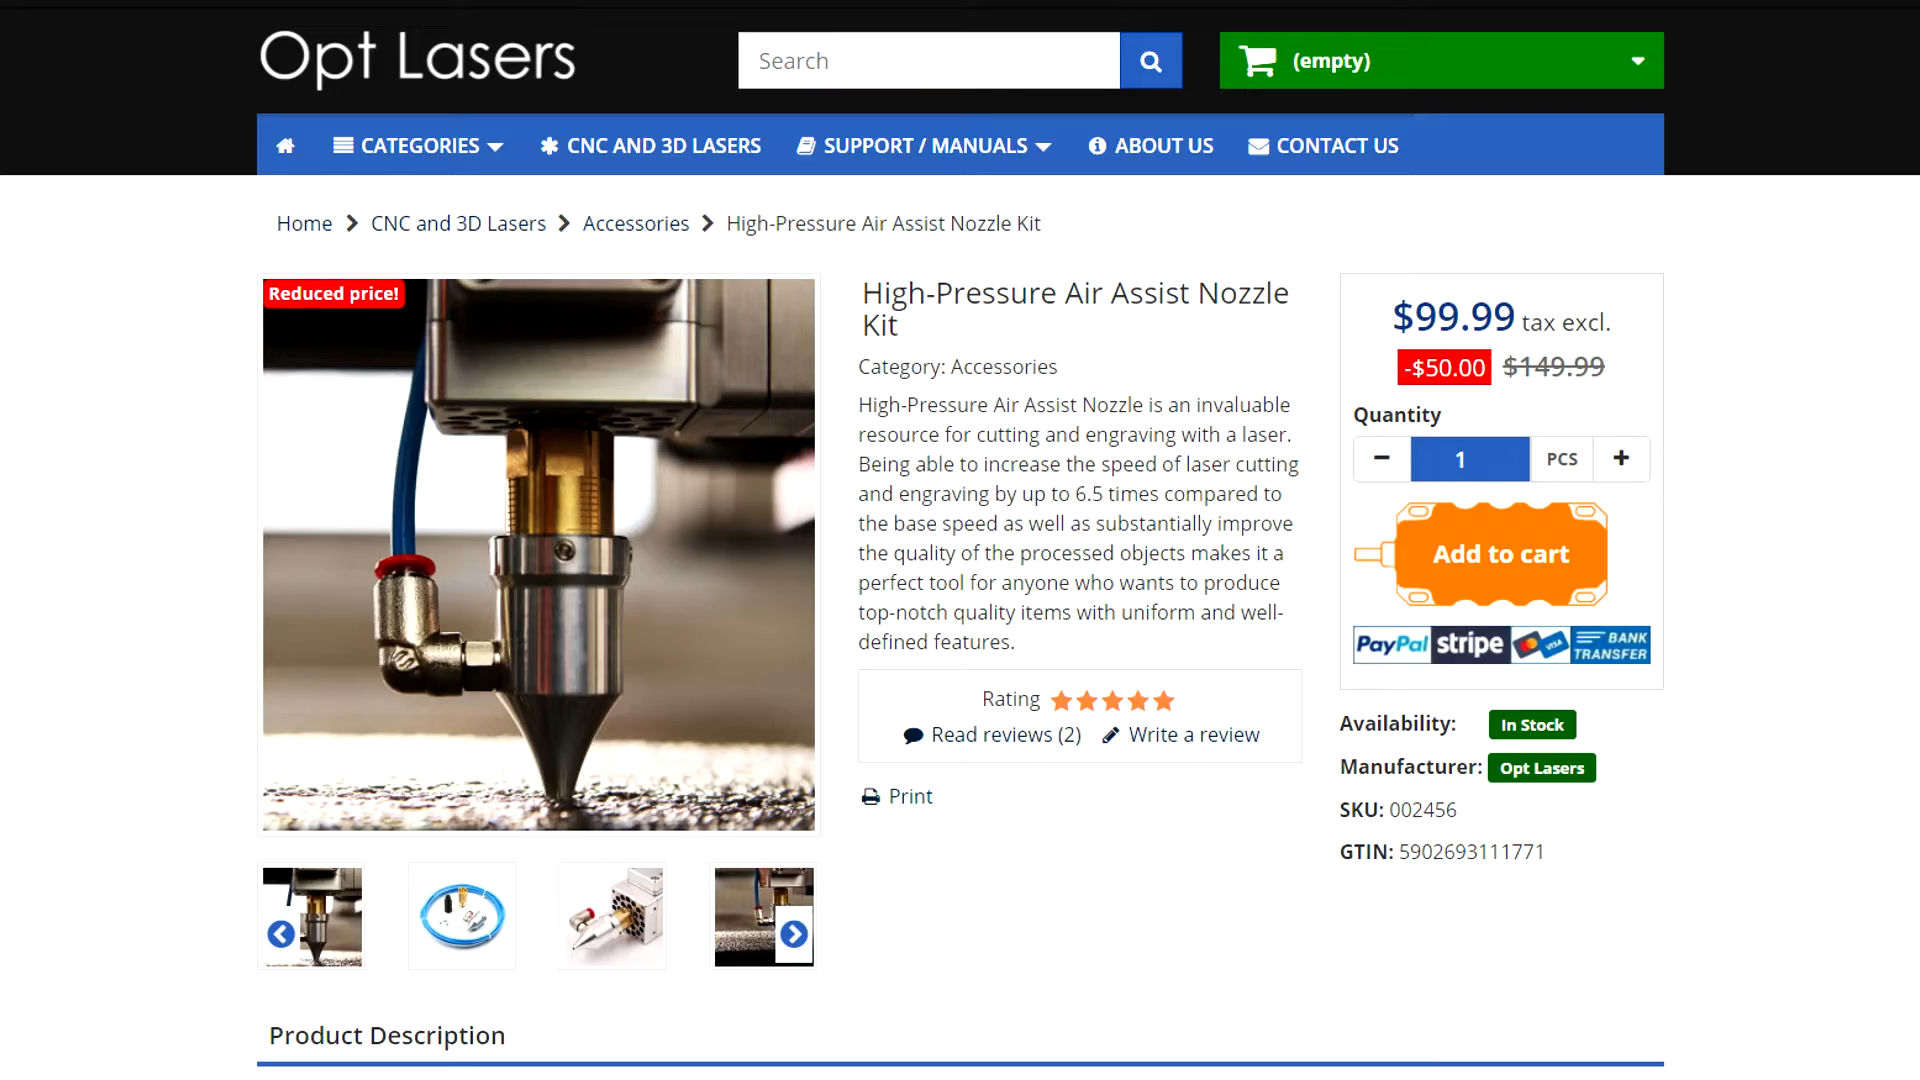 Opt Lasers
Search
(empty)
CATEGORIES
CNC AND 3D LASERS
SUPPORT / MANUALS
ABOUT US
CONTACT US
Home
CNC and 3D Lasers
Accessories
High-Pressure Air Assist Nozzle Kit
Reduced price!
High-Pressure Air Assist Nozzle
Kit
Category: Accessories
High-Pressure Air Assist Nozzle is an invaluable
resource for cutting and engraving with a laser.
Being able to increase the speed of laser cutting
and engraving by up to 6.5 times compared to
the base speed as well as substantially improve
the quality of the processed objects makes it a
perfect tool for anyone who wants to produce
top-notch quality items with uniform and well-
defined features.
Rating
Read reviews (2)
Write a review
Print
$99.99 tax excl.
-$50.00 $149.99
Quantity
1 PCS
Add to cart
PayPal stripe VISA BANK
TRANSFER
Availability: In Stock
Manufacturer: Opt Lasers
SKU: 002456
GTIN: 5902693111771
Product Description